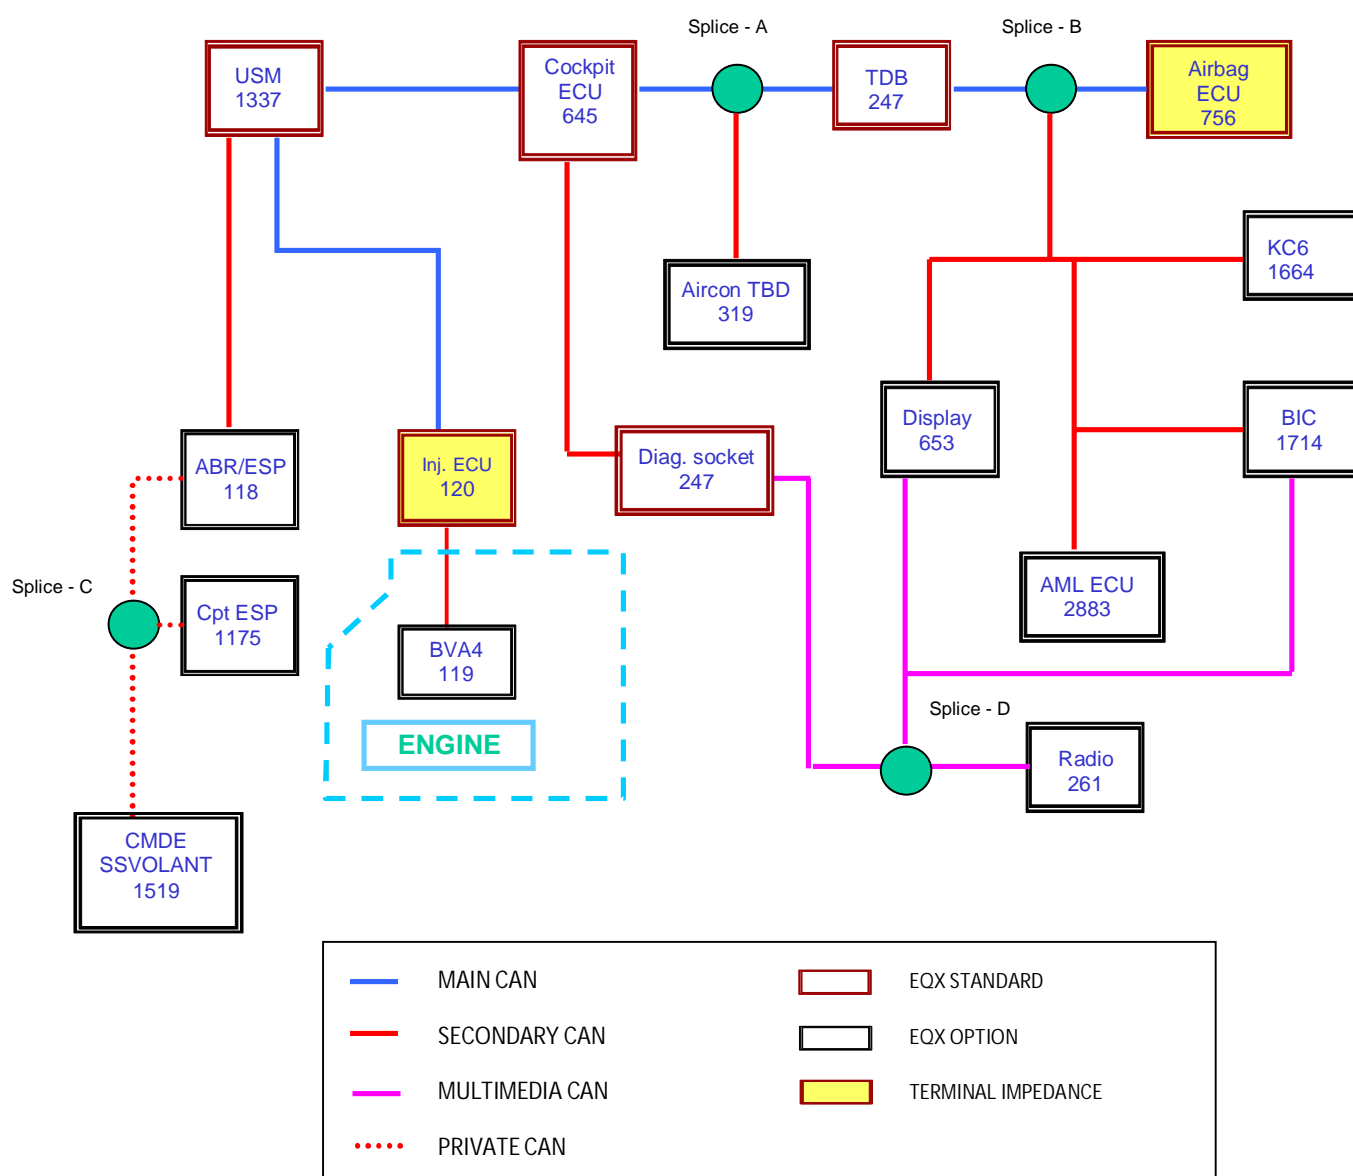 Splice - A
Splice - B
USM
1337
Cockpit
ECU
645
TDB
247
Airbag
ECU
756
KC6
1664
Aircon TBD
319
Display
653
BIC
1714
ABR/ESP
118
Inj. ECU
120
Diag. socket
247
AML ECU
2883
Splice - C
Cpt ESP
1175
BVA4
119
Splice - D
ENGINE
Radio
261
CMDE
SSVOLANT
1519
MAIN CAN
EQX STANDARD
SECONDARY CAN
EQX OPTION
MULTIMEDIA CAN
TERMINAL IMPEDANCE
PRIVATE CAN